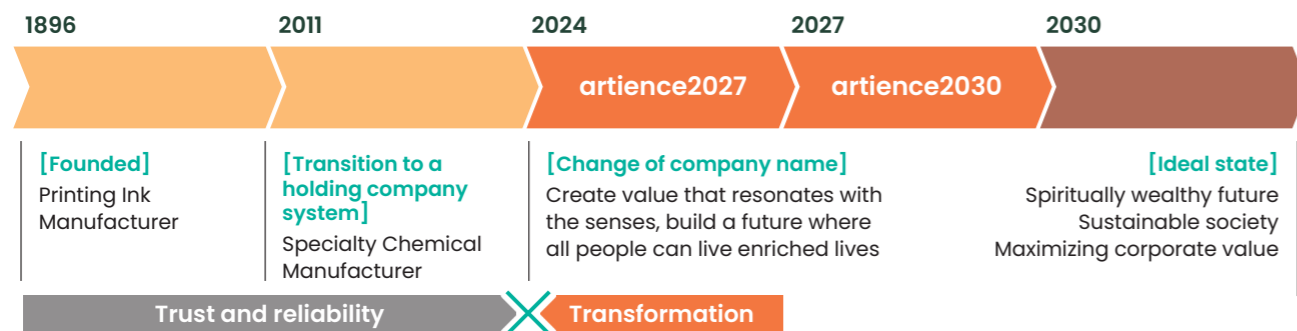 1896
2011
2024
2027
2030
artience2027
artience2030
[Founded]
Printing Ink
Manufacturer
[Transition to a
holding company
system]
Specialty Chemical
Manufacturer
[Change of company name]
Create value that resonates with
the senses, build a future where
all people can live enriched lives
[Ideal state]
Spiritually wealthy future
Sustainable society
Maximizing corporate value
Trust and reliability
Transformation